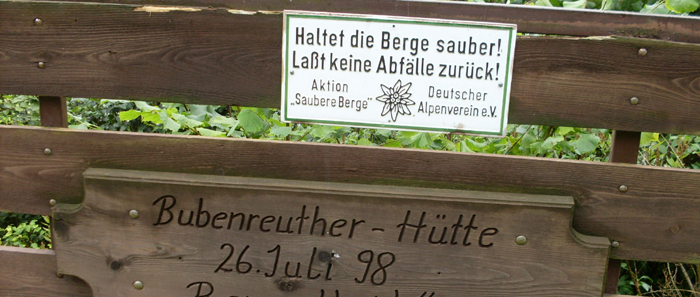 Haltet die Berge sauber!
Laßt keine Abfälle zurück!
Aktion
„Saubere Berge"
Deutscher
Alpenverein e.V.
Bubenreuther-Hütte
26.Juli 98